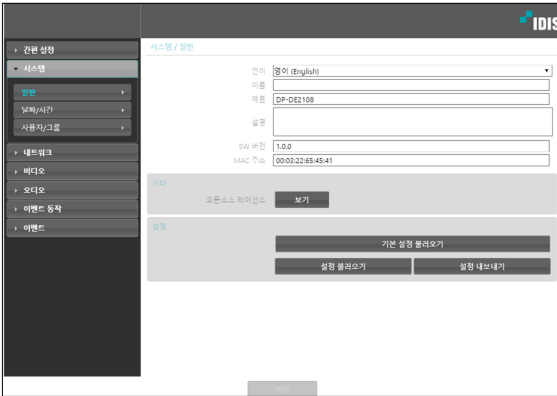 IDIS
간편 설정
시스템
일반
날짜/시간
사용자/그룹
네트워크
비디오
오디오
이벤트 동작
이벤트
시스템 / 일반
언어 영어 (English)
이름
제품 DP-DE2108
설명
SW 버전 1.0.0
MAC 주소 00:03:22:65:45:41
기타
오픈소스 라이선스 보기
설정
기본 설정 불러오기
설정 불러오기 설정 내보내기
저장